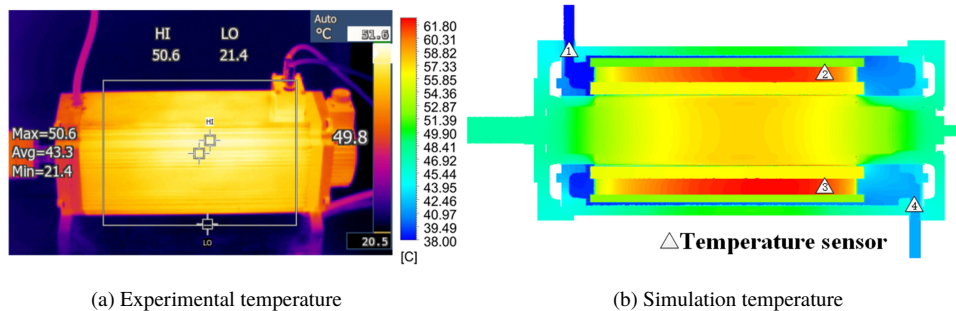 Auto
°C 51.6
HI LO
50.6 21.4
HI
Max=50.6
Avg=43.3
Min=21.4
49.8
LO
20.5
61.80
60.31
58.82
57.33
55.85
54.36
52.87
51.38
49.90
48.41
46.92
45.43
43.95
42.46
40.97
39.49
38.00
[C]
1
2
3
4
△Temperature sensor
(a) Experimental temperature
(b) Simulation temperature